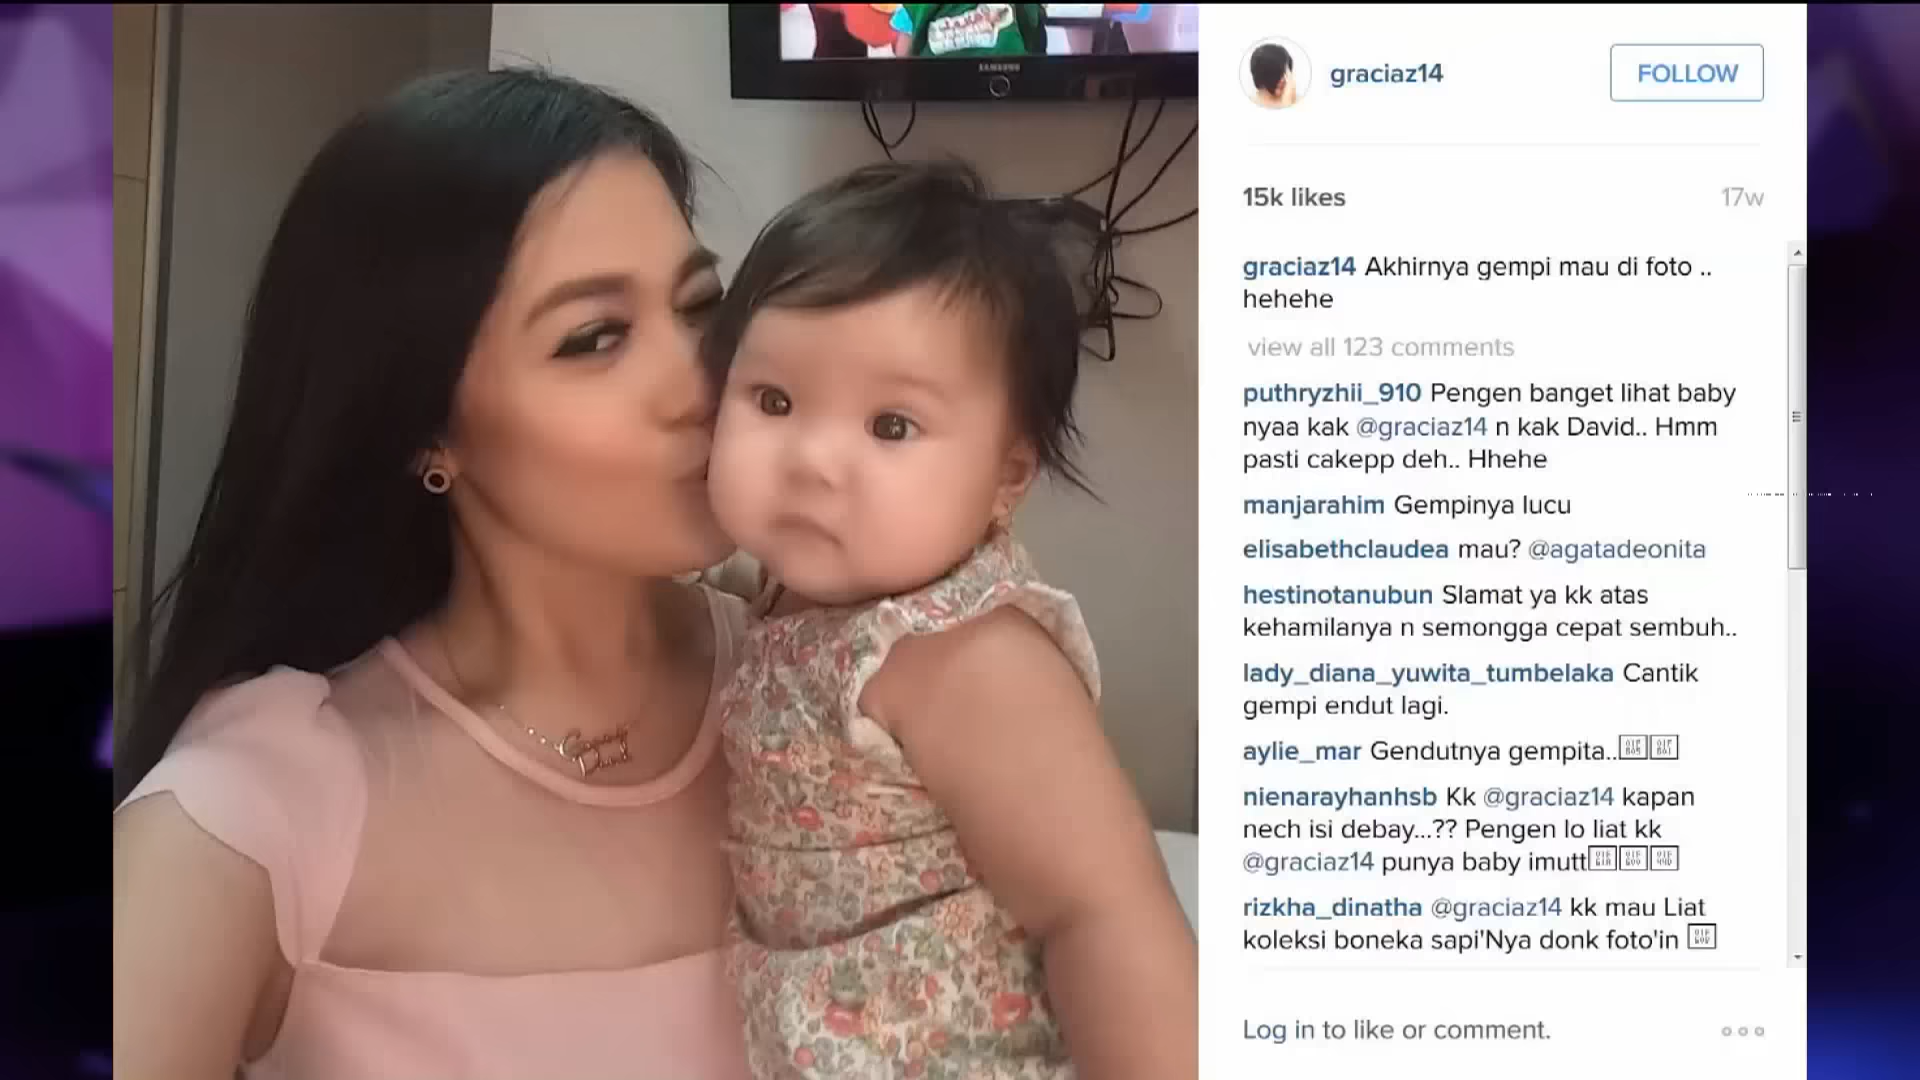 SAMSUNG
graciaz14
FOLLOW
15k likes
17w
graciaz14 Akhirnya gempi mau di foto ..
hehehe
view all 123 comments
puthryzhii_910 Pengen banget lihat baby
nyaa kak @graciaz14 n kak David.. Hmm
pasti cakepp deh.. Hhehe
manjarahim Gempinya lucu
elisabethclaudea mau? @agatadeonita
hestinotanubun Slamat ya kk atas
kehamilanya n semongga cepat sembuh..
lady_diana_yuwita_tumbelaka Cantik
gempi endut lagi.
aylie_mar Gendutnya gempita..
nienarayhanhsb Kk @graciaz14 kapan
nech isi debay...?? Pengen lo liat kk
@graciaz14 punya baby imutt
rizkha_dinatha @graciaz14 kk mau Liat
koleksi boneka sapi'Nya donk foto'in
Log in to like or comment.
David